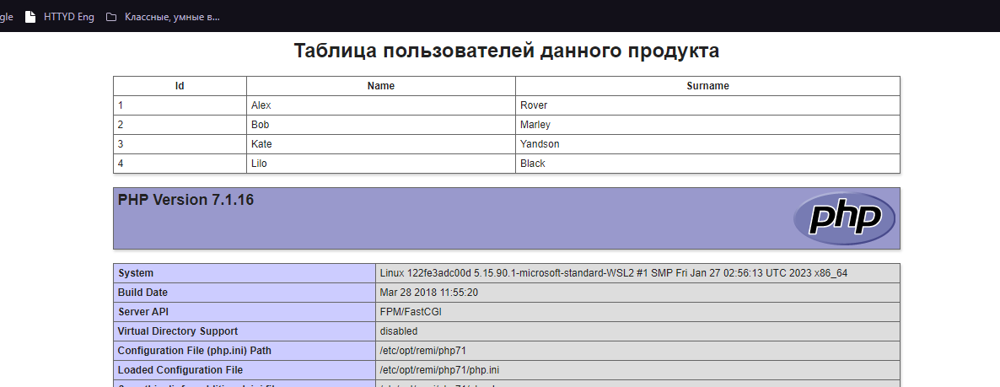 gle HTTYD Eng Классные, умные в...
Таблица пользователей данного продукта
Id Name Surname
1 Alex Rover
2 Bob Marley
3 Kate Yandson
4 Lilo Black
PHP Version 7.1.16
php
System Linux 122fe3adc00d 5.15.90.1-microsoft-standard-WSL2 #1 SMP Fri Jan 27 02:56:13 UTC 2023 x86_64
Build Date Mar 28 2018 11:55:20
Server API FPM/FastCGI
Virtual Directory Support disabled
Configuration File (php.ini) Path /etc/opt/remi/php71
Loaded Configuration File /etc/opt/remi/php71/php.ini